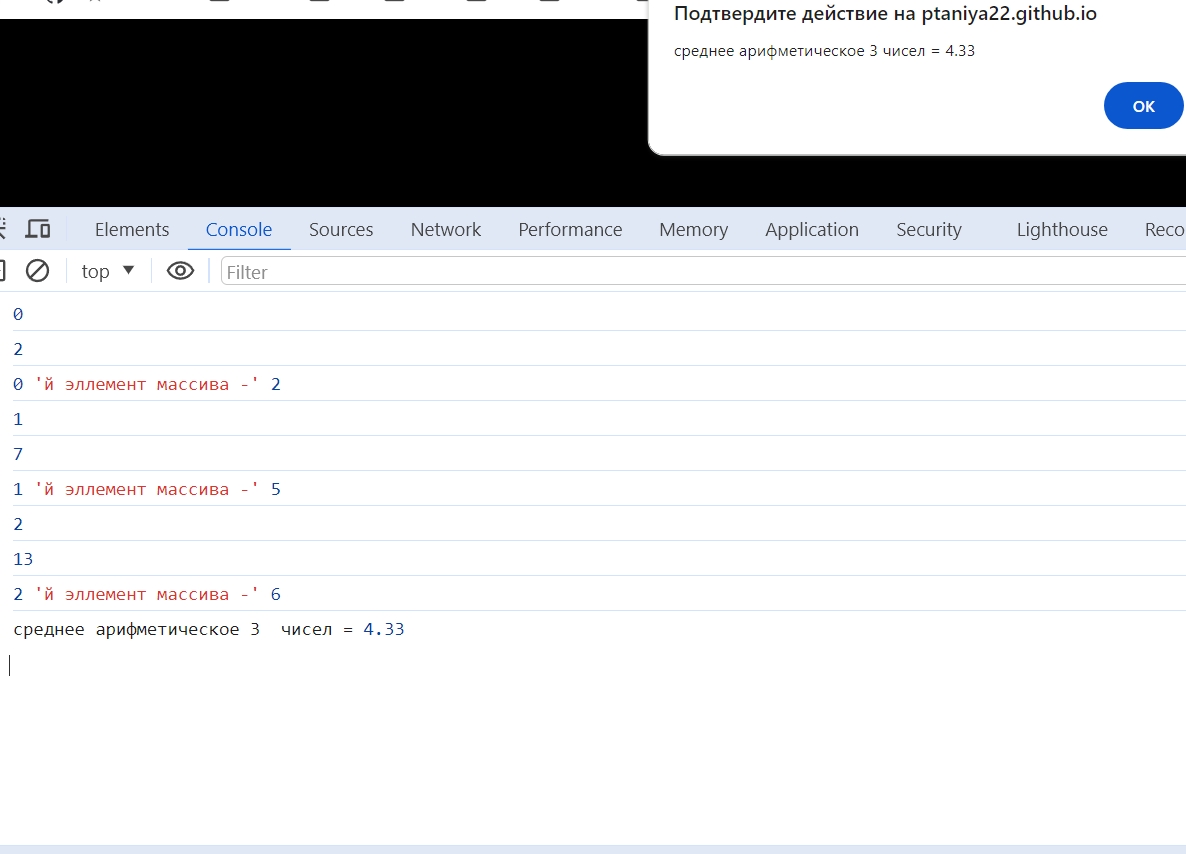 Подтвердите действие на ptaniya22.github.io
среднее арифметическое 3 чисел = 4.33
ОК
Elements Console Sources Network Performance Memory Application Security Lighthouse Reco
top Filter
0
2
0 'й эллемент массива -' 2
1
7
1 'й эллемент массива -' 5
2
13
2 'й эллемент массива -' 6
среднее арифметическое 3  чисел = 4.33